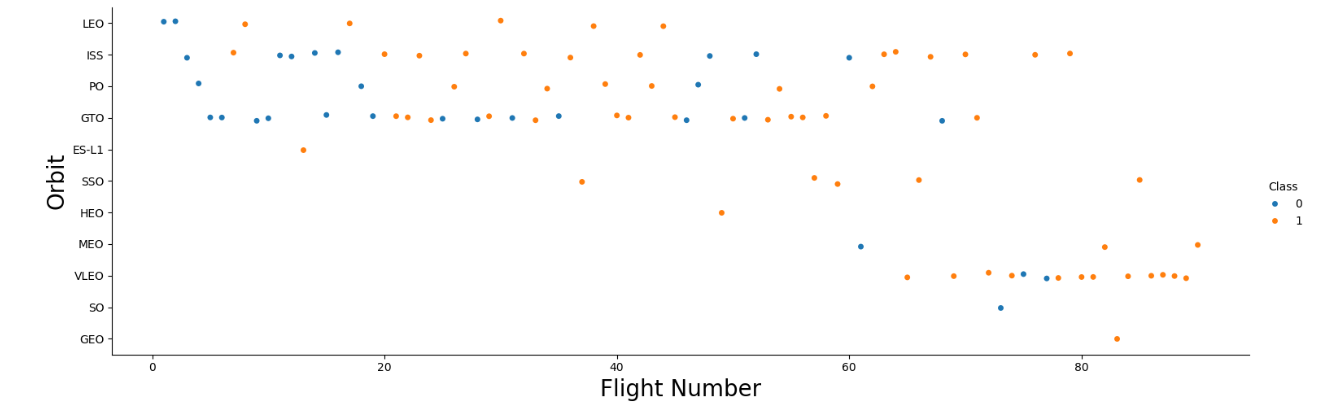 LEO
ISS
PO
GTO
ES-L1
SSO
HEO
MEO
VLEO
SO
GEO
Orbit
0 20 40 60 80
Flight Number
Class
0
1